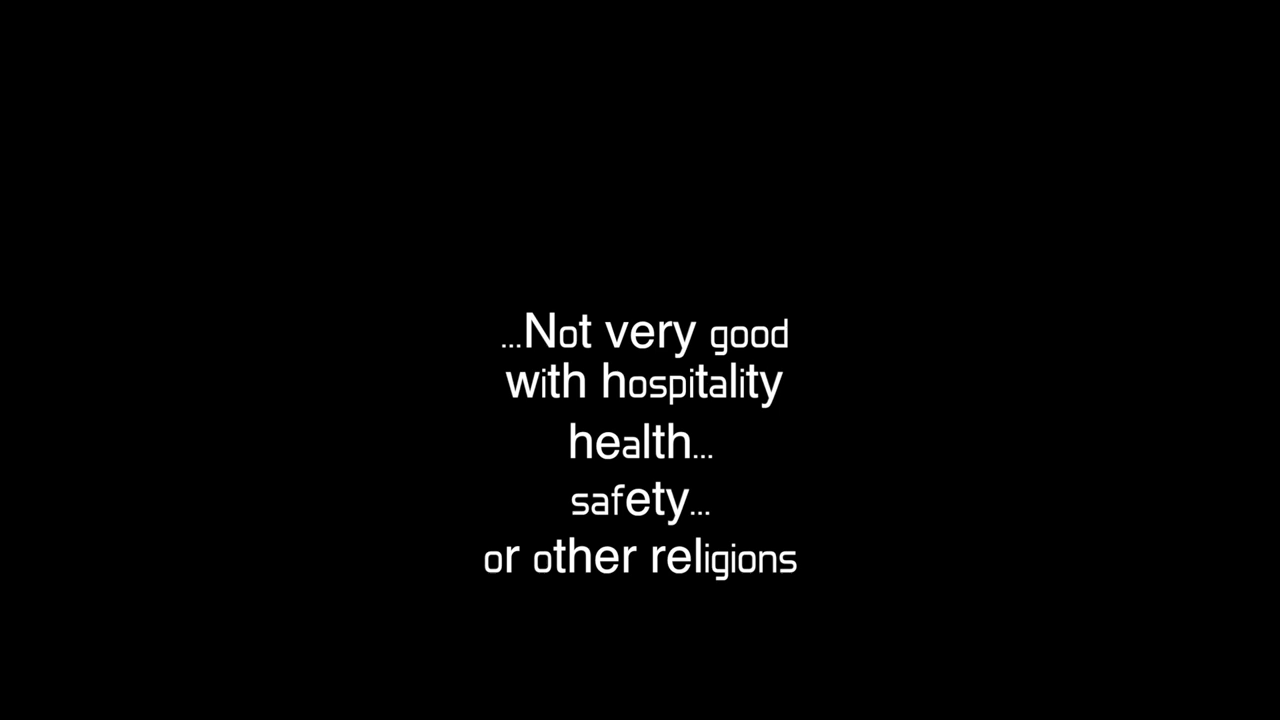 ...Not very good
with hospitality
health...
safety...
or other religions